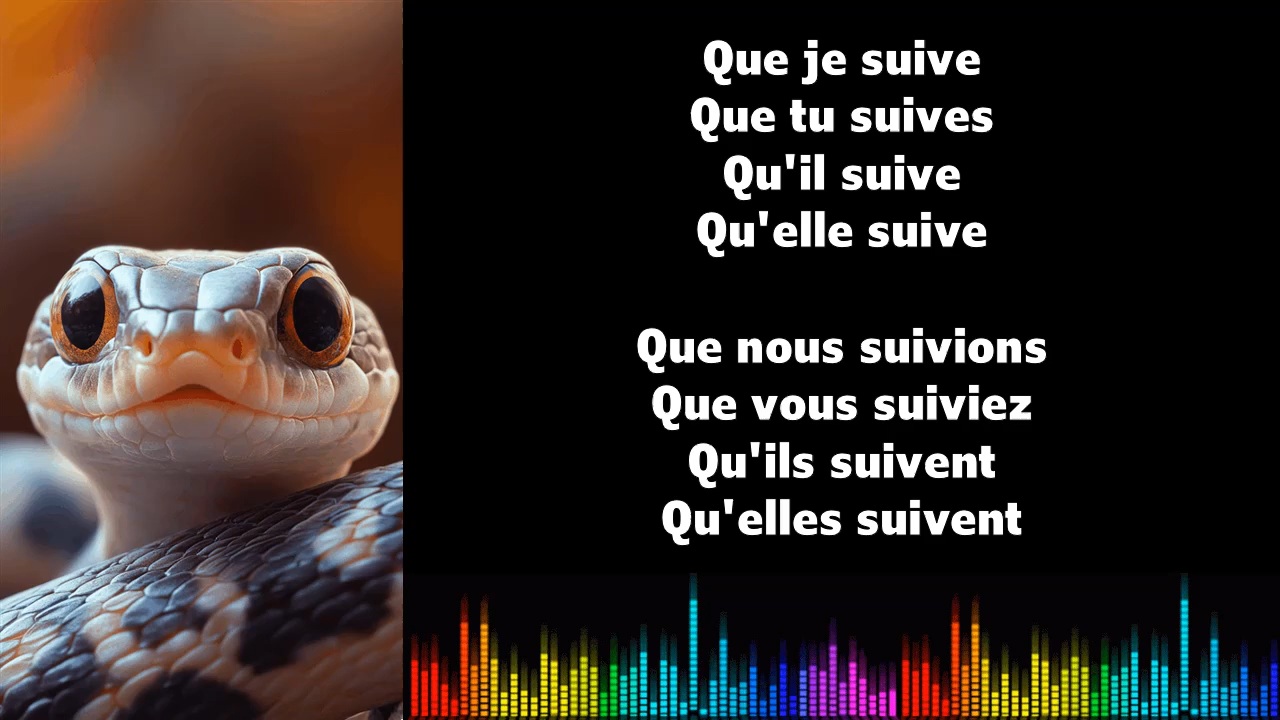 Que je suive
Que tu suives
Qu'il suive
Qu'elle suive
Que nous suivions
Que vous suiviez
Qu'ils suivent
Qu'elles suivent